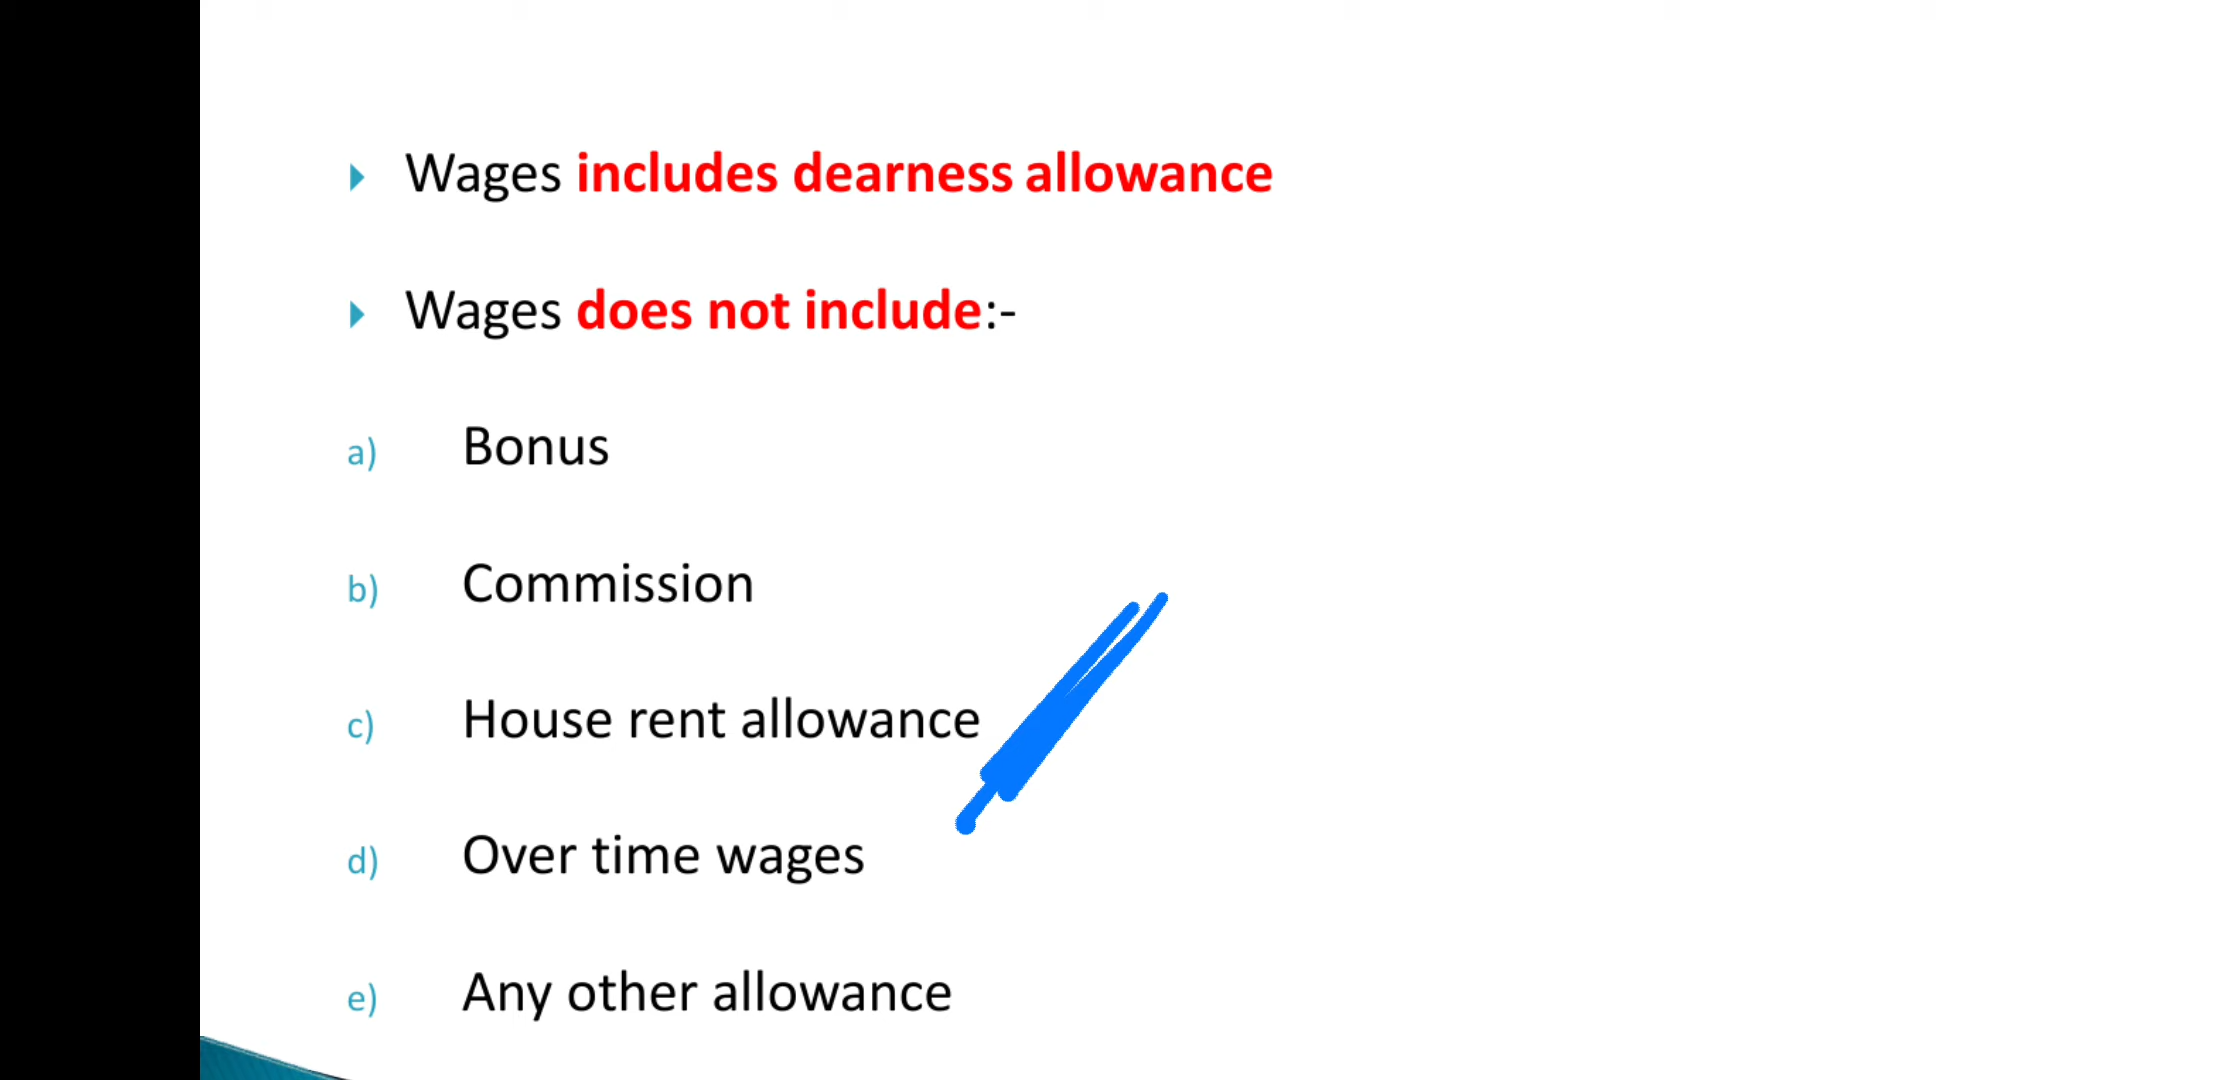 Wages includes dearness allowance
Wages does not include:-
a) Bonus
b) Commission
c) House rent allowance
d) Over time wages
e) Any other allowance